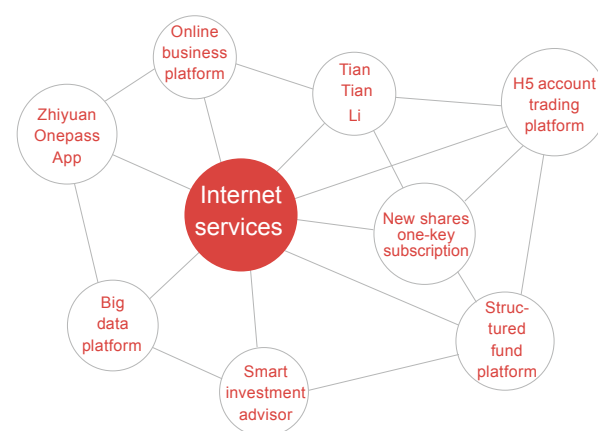 Online
business
platform
Tian
Tian
Li
H5 account
trading
platform
Zhiyuan
Onepass
App
Internet
services
New shares
one-key
subscription
Big
data
platform
Struc-
tured
fund
platform
Smart
investment
advisor